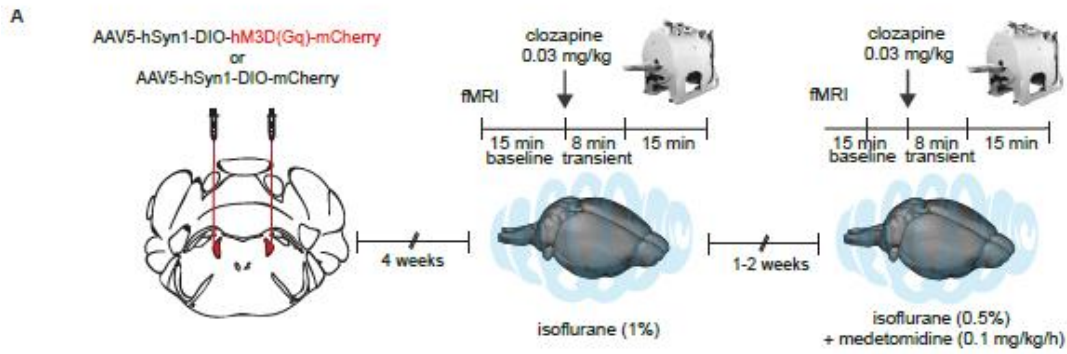 A
AAV5-hSyn1-DIO-hM3D(Gq)-mCherry
or
AAV5-hSyn1-DIO-mCherry
4 weeks
clozapine
0.03 mg/kg
fMRI
15 min 8 min 15 min
baseline transient
isoflurane (1%)
1-2 weeks
clozapine
0.03 mg/kg
fMRI
15 min 8 min 15 min
baseline transient
isoflurane (0.5%)
+ medetomidine (0.1 mg/kg/h)